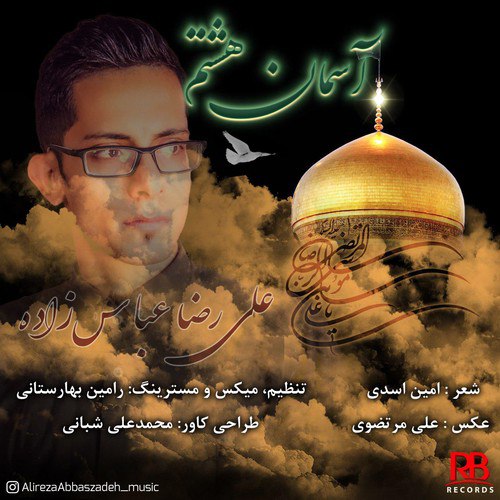 آسمان هشتم
علی رضا عباس زاده
شعر : امین اسدی
تنظیم، میکس و مسترینگ: رامین بهارستانی
عکس : علی مرتضوی
طراحی کاور: محمدعلی شبانی
AlirezaAbbaszadeh_music
RB
RECORDS